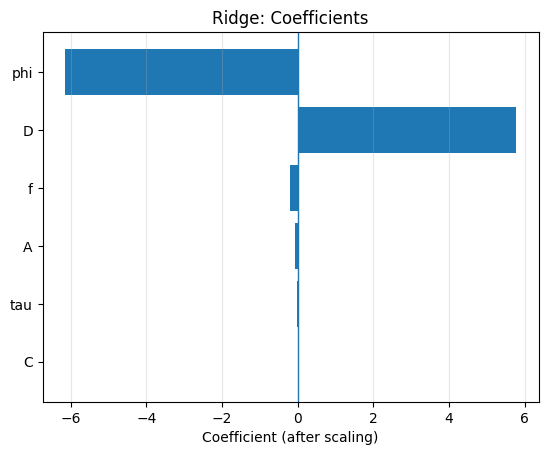 Ridge: Coefficients
phi
D
f
A
tau
C
−6 −4 −2 0 2 4 6
Coefficient (after scaling)